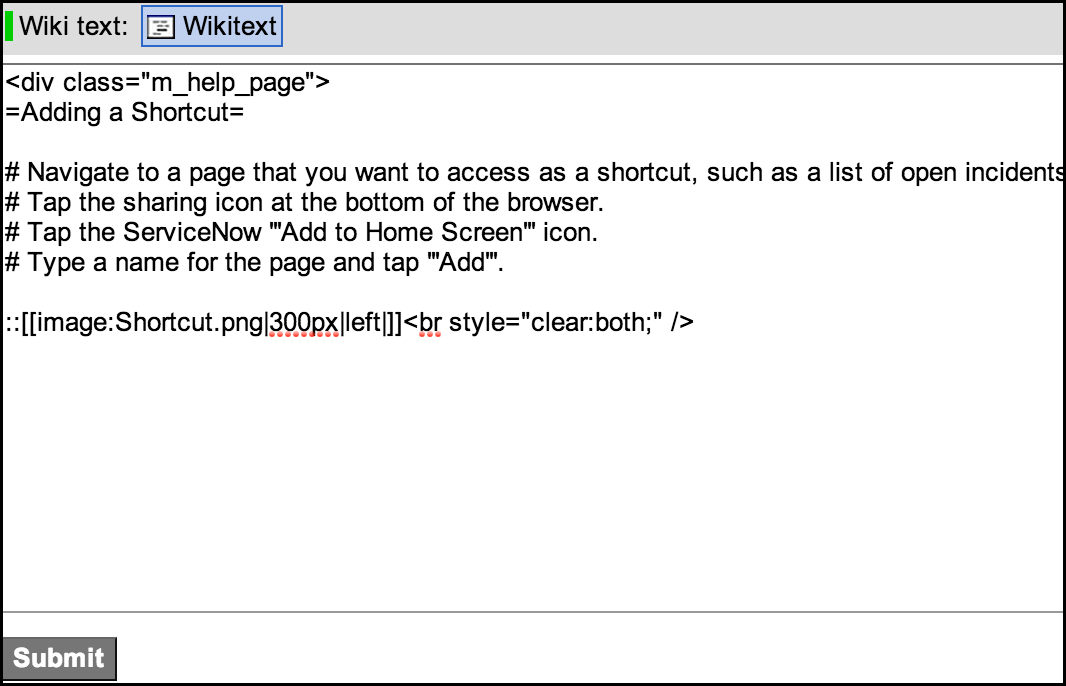 Wiki text: Wikitext
<div class="m_help_page">
=Adding a Shortcut=
# Navigate to a page that you want to access as a shortcut, such as a list of open incidents
# Tap the sharing icon at the bottom of the browser.
# Tap the ServiceNow '''Add to Home Screen''' icon.
# Type a name for the page and tap '''Add'''.
::[[image:Shortcut.png|300px|left|]]<br style="clear:both;" />
Submit